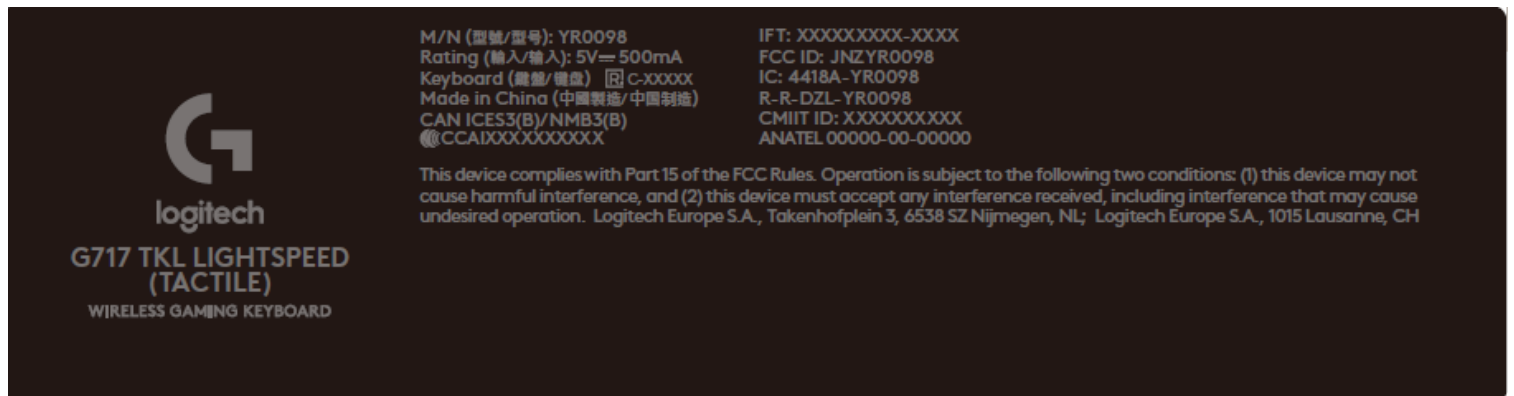 logitech
G717 TKL LIGHTSPEED
(TACTILE)
WIRELESS GAMING KEYBOARD
M/N (型號/型号): YR0098
Rating (輸入/输入): 5V⎓ 500mA
Keyboard (鍵盤/键盘) R C-XXXXX
Made in China (中國製造/中国制造)
CAN ICES3(B)/NMB3(B)
CCAIXXXXXXXXXX
IFT: XXXXXXXXX-XXXX
FCC ID: JNZYR0098
IC: 4418A-YR0098
R-R-DZL-YR0098
CMIIT ID: XXXXXXXXXX
ANATEL 00000-00-00000
This device complies with Part 15 of the FCC Rules. Operation is subject to the following two conditions: (1) this device may not
cause harmful interference, and (2) this device must accept any interference received, including interference that may cause
undesired operation. Logitech Europe S.A., Takenhofplein 3, 6538 SZ Nijmegen, NL; Logitech Europe S.A., 1015 Lausanne, CH